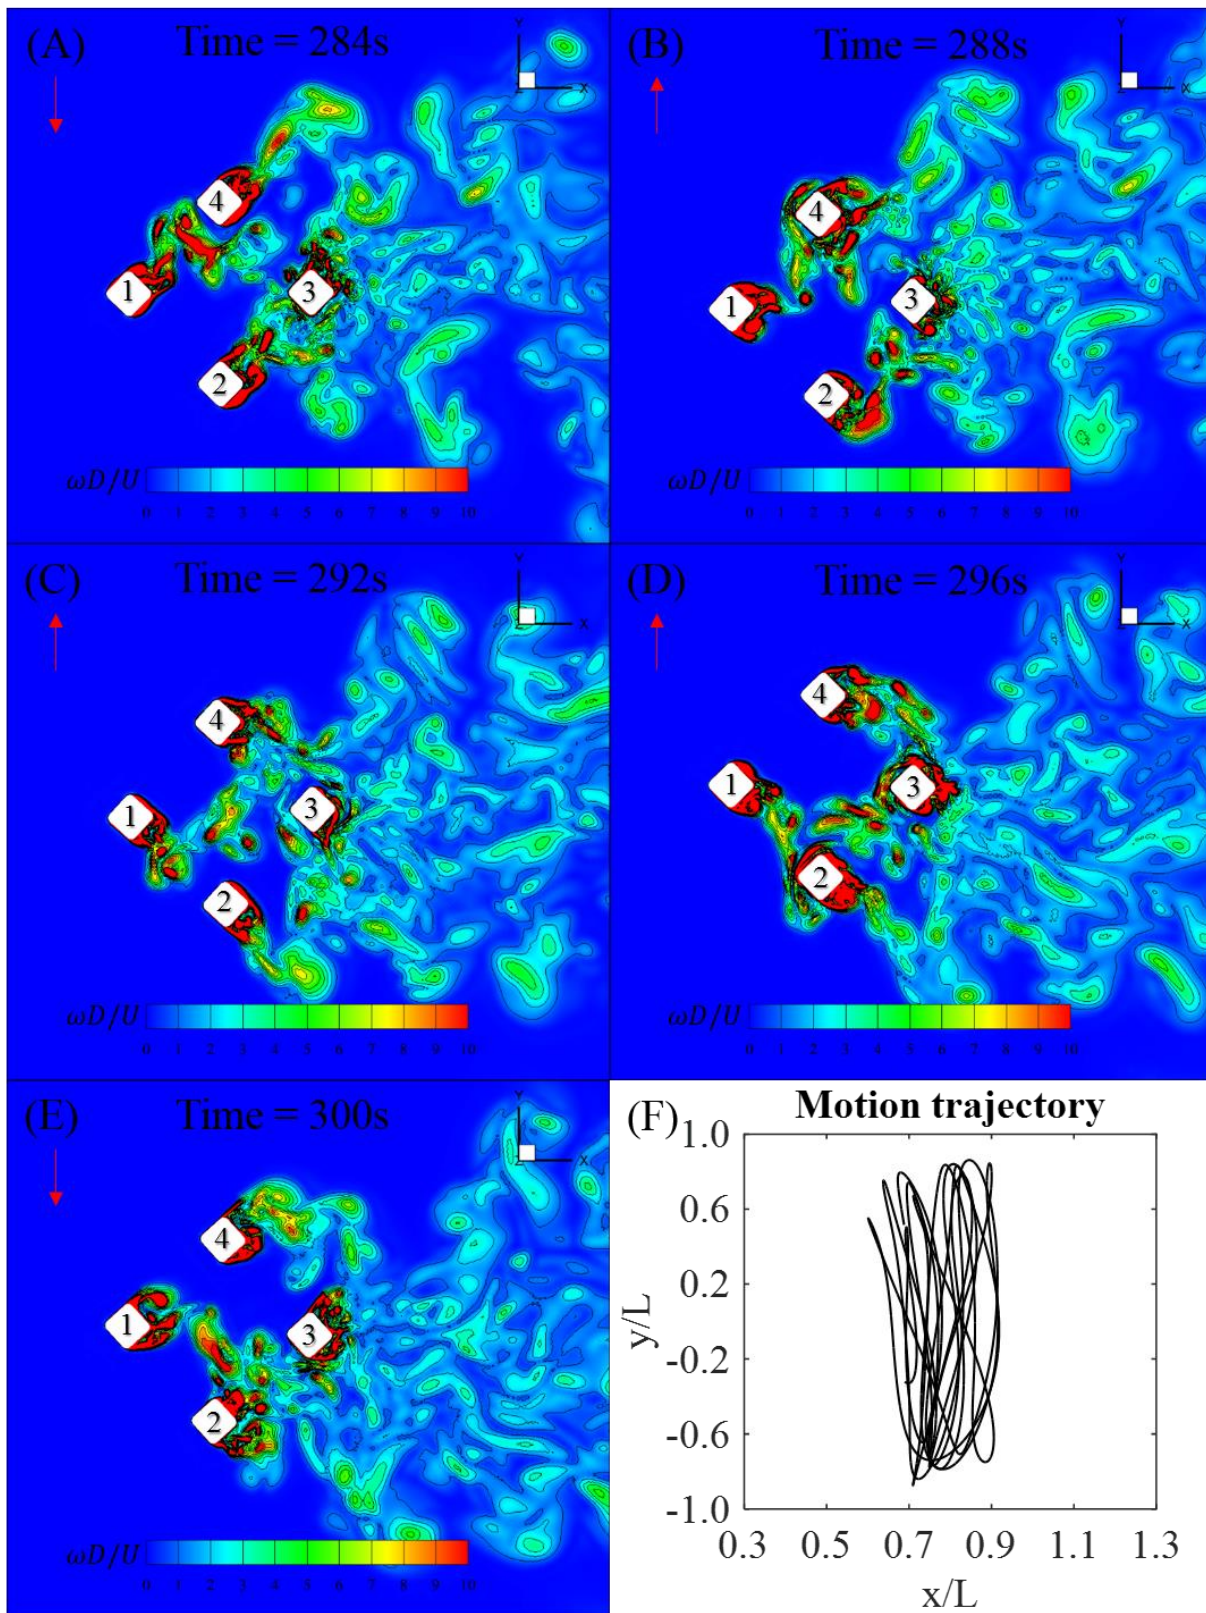 (A) Time = 284s
Y
Z X
4
1
3
2
ωD/U
0 1 2 3 4 5 6 7 8 9 10
(B) Time = 288s
Y
Z X
4
1
3
2
ωD/U
0 1 2 3 4 5 6 7 8 9 10
(C) Time = 292s
Y
Z X
4
1
3
2
ωD/U
0 1 2 3 4 5 6 7 8 9 10
(D) Time = 296s
Y
Z X
4
1
3
2
ωD/U
0 1 2 3 4 5 6 7 8 9 10
(E) Time = 300s
Y
Z X
4
1
3
2
ωD/U
0 1 2 3 4 5 6 7 8 9 10
(F) Motion trajectory
1.0
0.6
0.2
-0.2
-0.6
-1.0
y/L
0.3 0.5 0.7 0.9 1.1 1.3
x/L